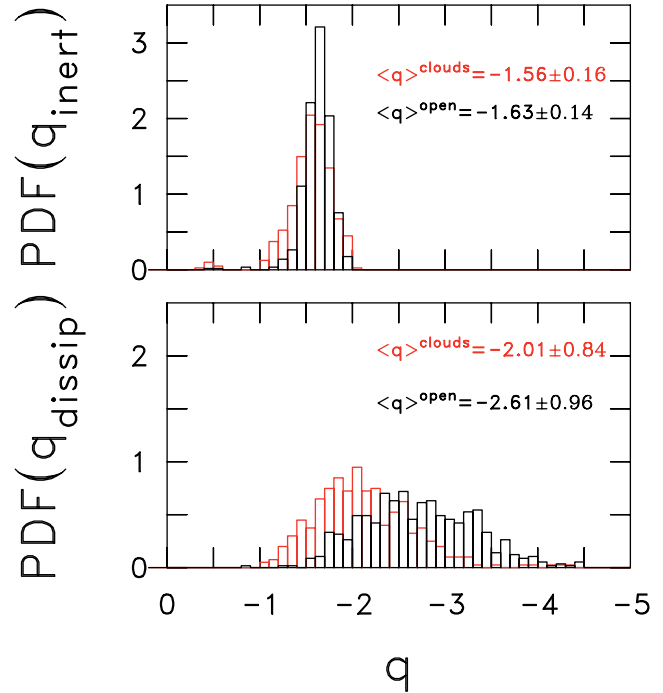 PDF(q_inert)
3
2
1
0
<q>^clouds=-1.56±0.16
<q>^open=-1.63±0.14
PDF(q_dissip)
2
1
0
<q>^clouds=-2.01±0.84
<q>^open=-2.61±0.96
0 -1 -2 -3 -4 -5
q